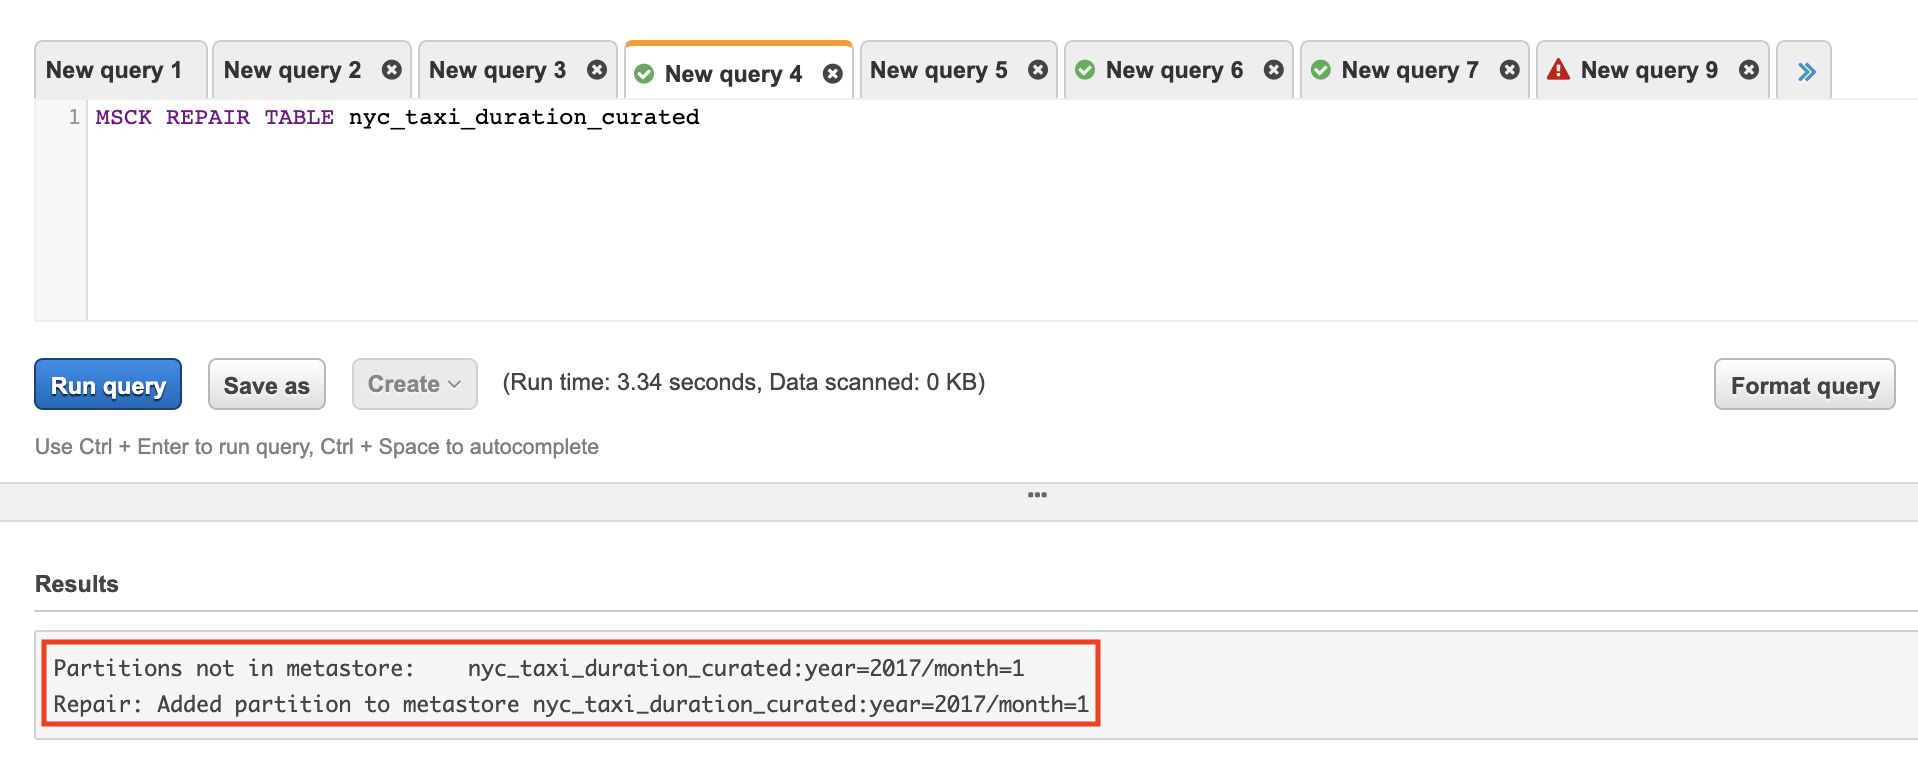 New query 1 New query 2 New query 3 New query 4 New query 5 New query 6 New query 7 New query 9
1 MSCK REPAIR TABLE nyc_taxi_duration_curated
Run query Save as Create (Run time: 3.34 seconds, Data scanned: 0 KB) Format query
Use Ctrl + Enter to run query, Ctrl + Space to autocomplete
Results
Partitions not in metastore: nyc_taxi_duration_curated:year=2017/month=1
Repair: Added partition to metastore nyc_taxi_duration_curated:year=2017/month=1